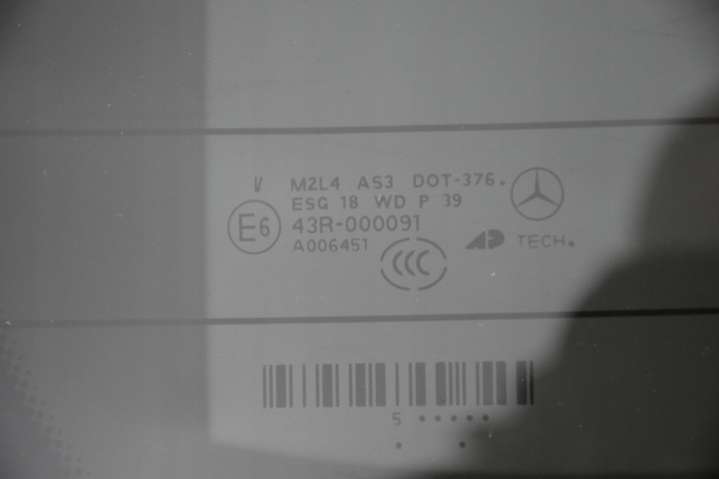 V M2L4 AS3 DOT-376.
ESG 18 WD P 39
E6 43R-000091
A006451
CCC AP TECH.
5 •••••